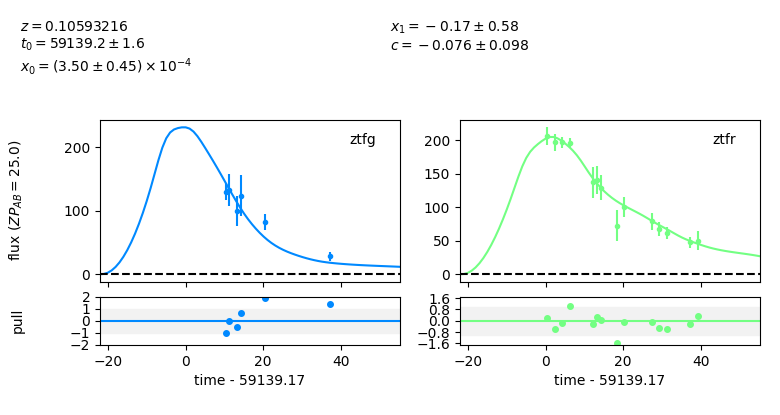 z = 0.10593216
t₀ = 59139.2 ± 1.6
x₀ = (3.50 ± 0.45) × 10⁻⁴
x₁ = −0.17 ± 0.58
c = −0.076 ± 0.098
flux (ZP_AB = 25.0)
200
100
0
ztfg
200
150
100
50
0
ztfr
pull
2
1
0
−1
−2
1.6
0.8
0.0
−0.8
−1.6
−20 0 20 40
−20 0 20 40
time - 59139.17
time - 59139.17